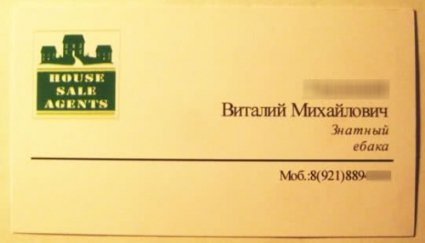 HOUSE
SALE
AGENTS
Виталий Михайлович
Знатный
ебака
Моб.:8(921)889-